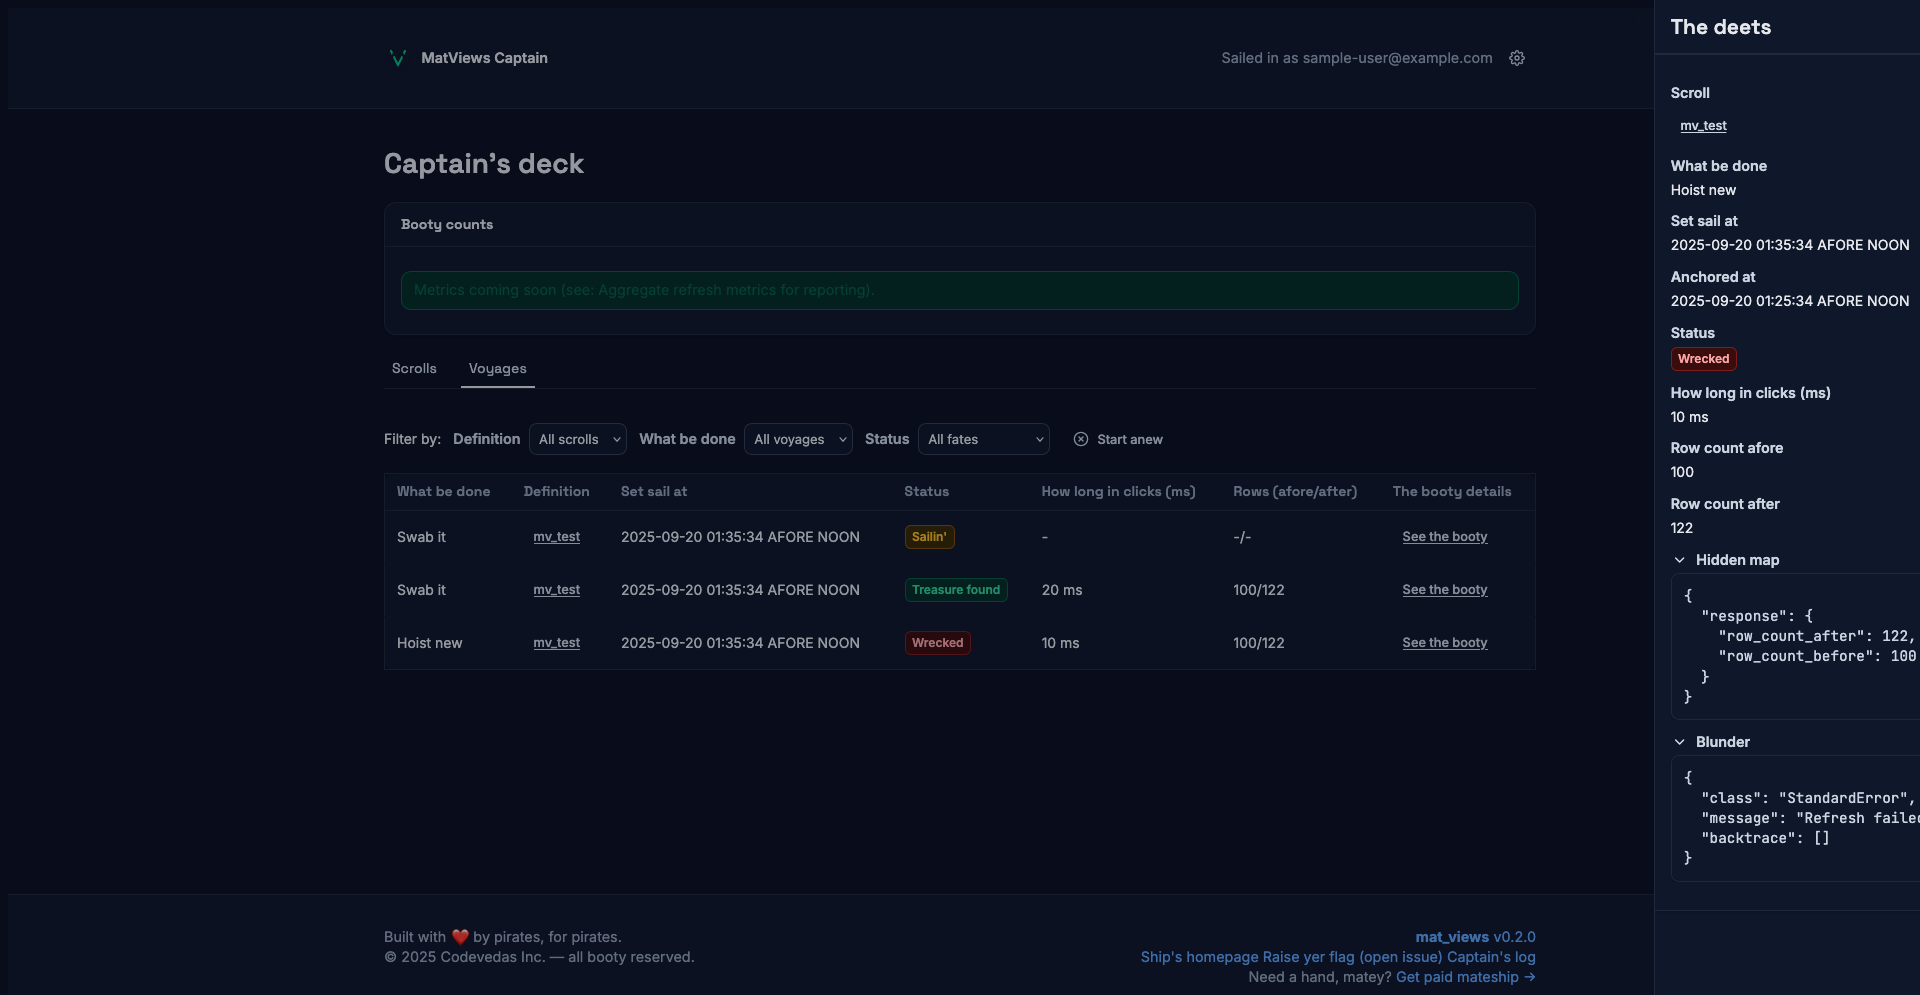 MatViews Captain
Sailed in as sample-user@example.com
Captain's deck
Booty counts
Metrics coming soon (see: Aggregate refresh metrics for reporting).
Scrolls Voyages
Filter by: Definition All scrolls What be done All voyages Status All fates Start anew
What be done Definition Set sail at Status How long in clicks (ms) Rows (afore/after) The booty details
Swab it mv_test 2025-09-20 01:35:34 AFORE NOON Sailin' - -/- See the booty
Swab it mv_test 2025-09-20 01:35:34 AFORE NOON Treasure found 20 ms 100/122 See the booty
Hoist new mv_test 2025-09-20 01:35:34 AFORE NOON Wrecked 10 ms 100/122 See the booty
Built with ❤️ by pirates, for pirates.
© 2025 Codevedas Inc. — all booty reserved.
mat_views v0.2.0
Ship's homepage Raise yer flag (open issue) Captain's log
Need a hand, matey? Get paid mateship →
The deets
Scroll
mv_test
What be done
Hoist new
Set sail at
2025-09-20 01:35:34 AFORE NOON
Anchored at
2025-09-20 01:25:34 AFORE NOON
Status
Wrecked
How long in clicks (ms)
10 ms
Row count afore
100
Row count after
122
Hidden map
{
"response": {
"row_count_after": 122,
"row_count_before": 100
}
}
Blunder
{
"class": "StandardError",
"message": "Refresh failed
"backtrace": []
}